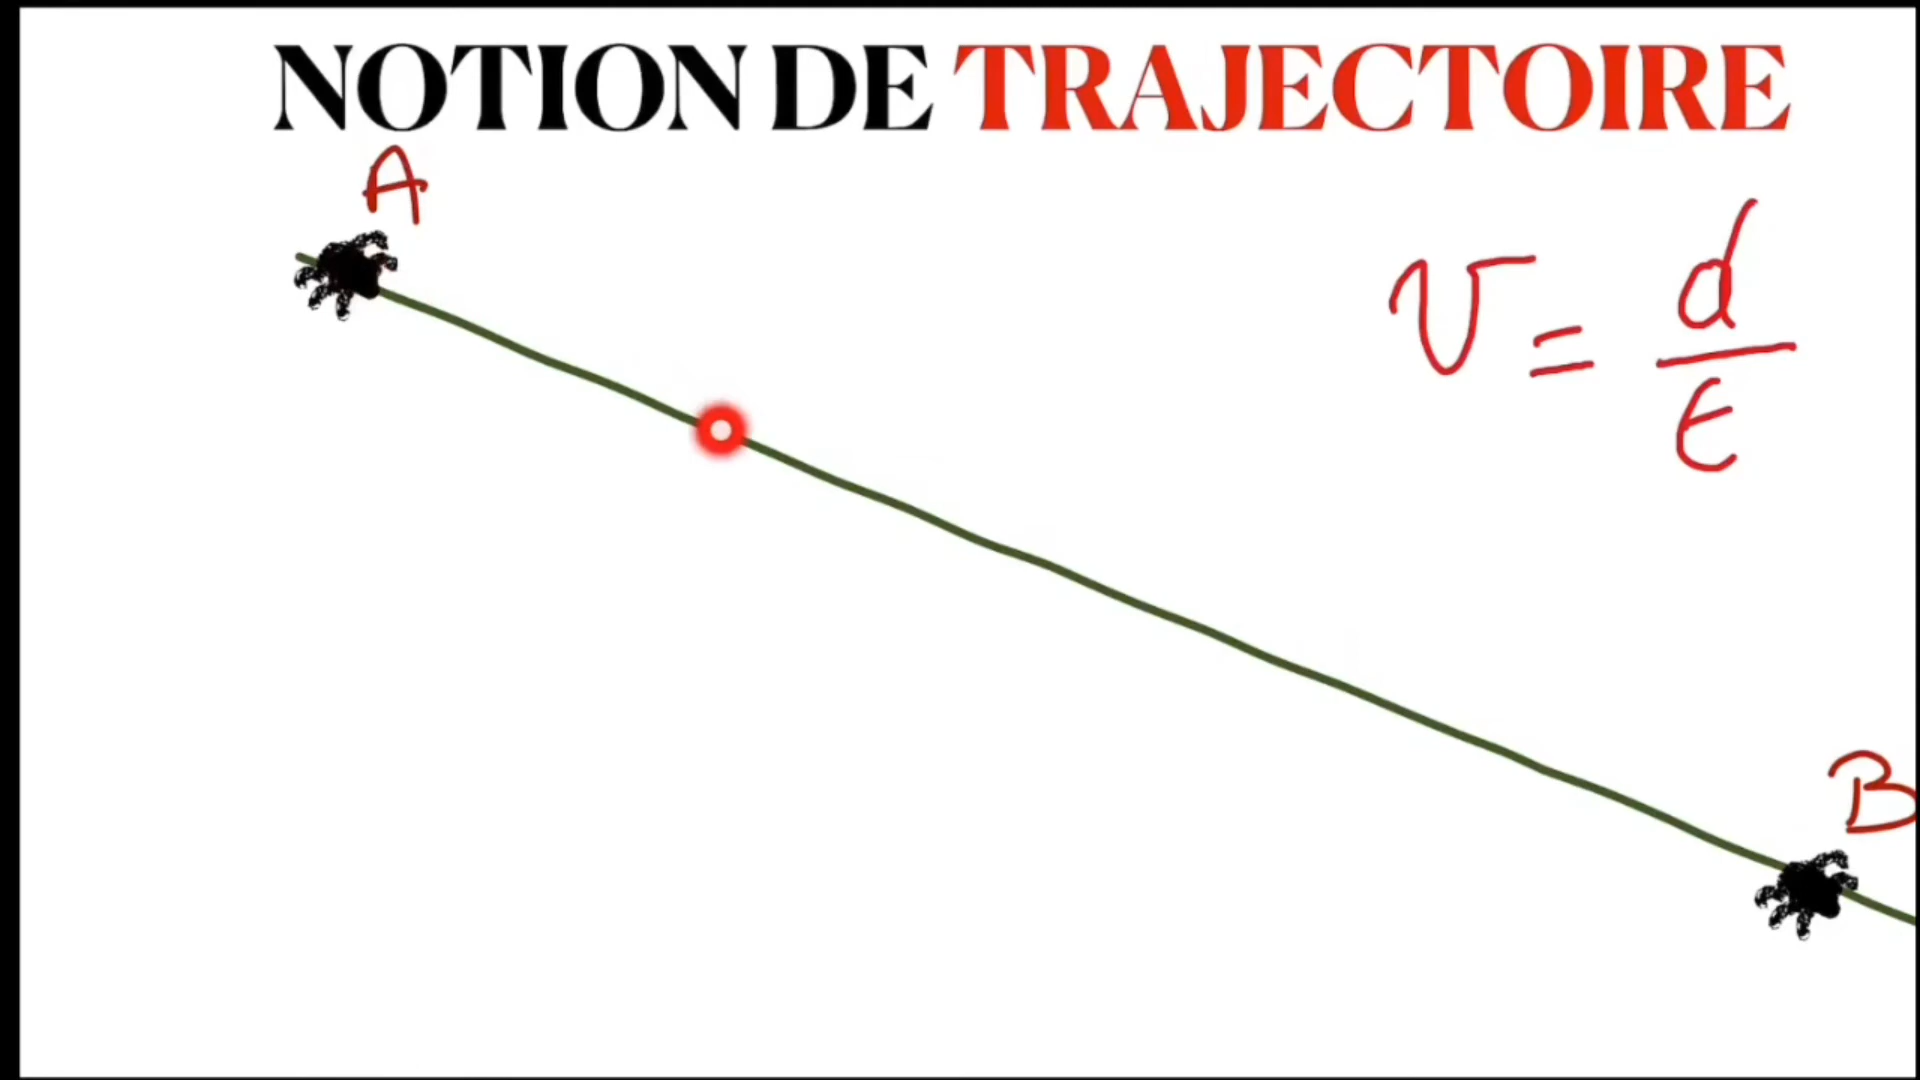 NOTION DE TRAJECTOIRE
A
v = d/t
B